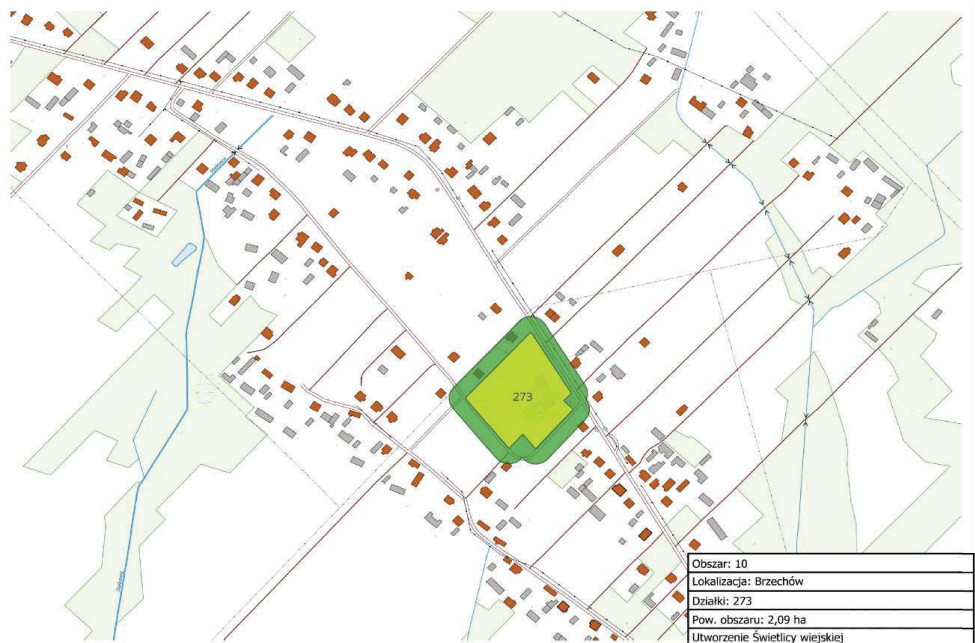 273
Obszar: 10
Lokalizacja: Brzechów
Działki: 273
Pow. obszaru: 2,09 ha
Utworzenie Świetlicy wiejskiej